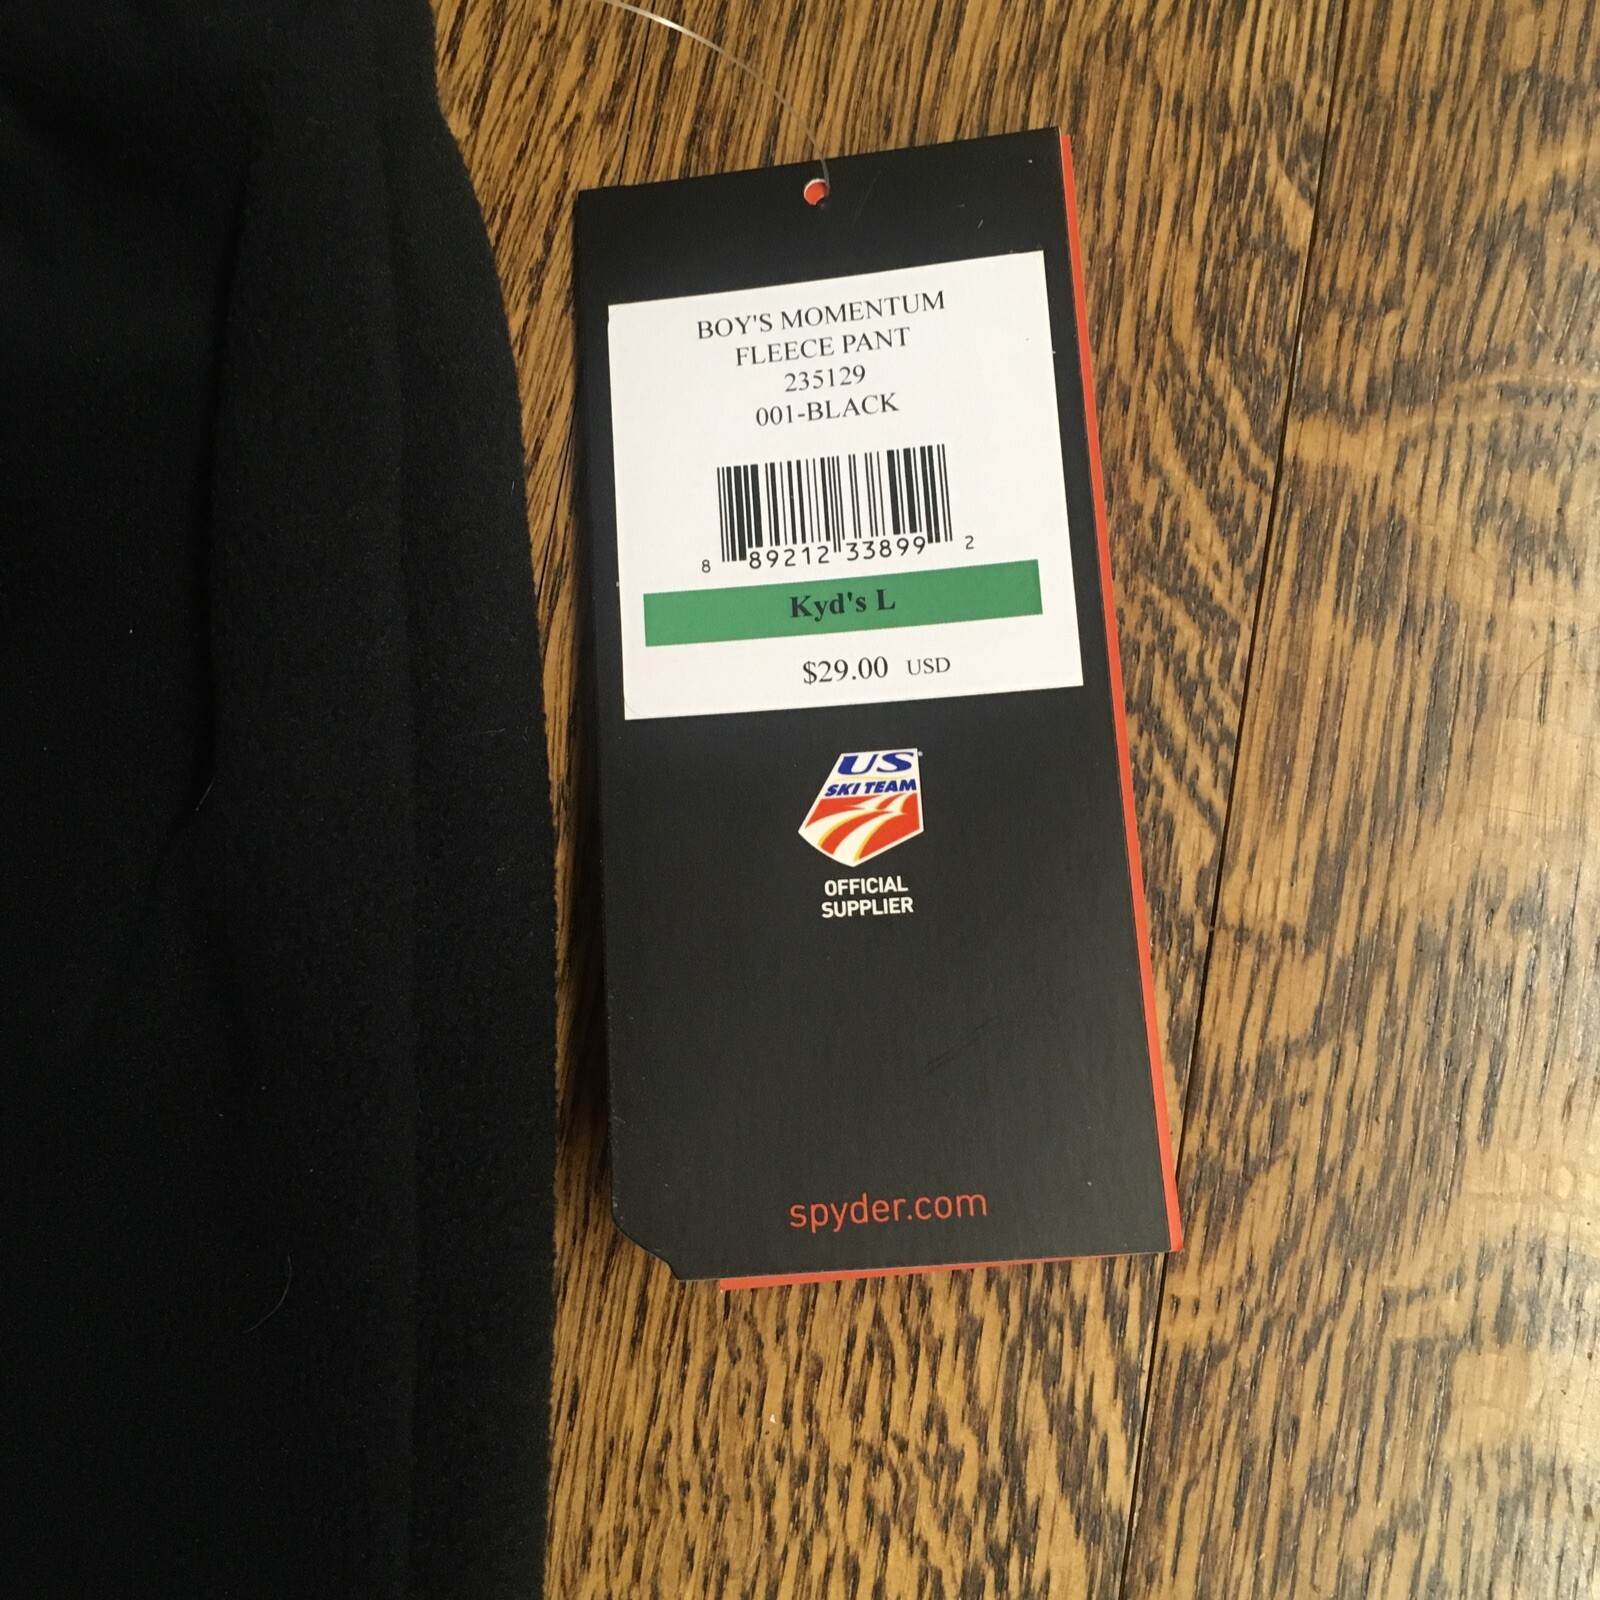 BOY'S MOMENTUM
FLEECE PANT
235129
001-BLACK
8 89212 33899 2
Kyd's L
$29.00 USD
US
SKI TEAM
OFFICIAL
SUPPLIER
spyder.com